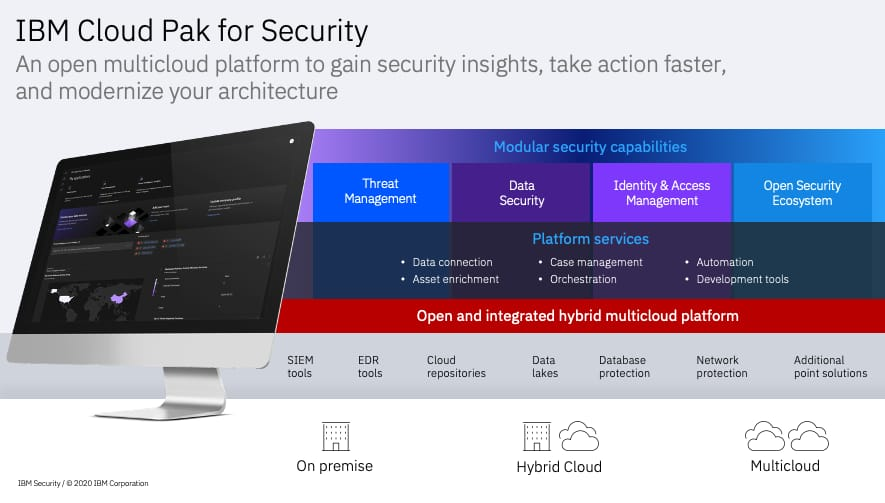 IBM Cloud Pak for Security
An open multicloud platform to gain security insights, take action faster,
and modernize your architecture
Modular security capabilities
Threat
Management
Data
Security
Identity & Access
Management
Open Security
Ecosystem
Platform services
• Data connection
• Asset enrichment
• Case management
• Orchestration
• Automation
• Development tools
Open and integrated hybrid multicloud platform
SIEM
tools
EDR
tools
Cloud
repositories
Data
lakes
Database
protection
Network
protection
Additional
point solutions
On premise
Hybrid Cloud
Multicloud
IBM Security / © 2020 IBM Corporation